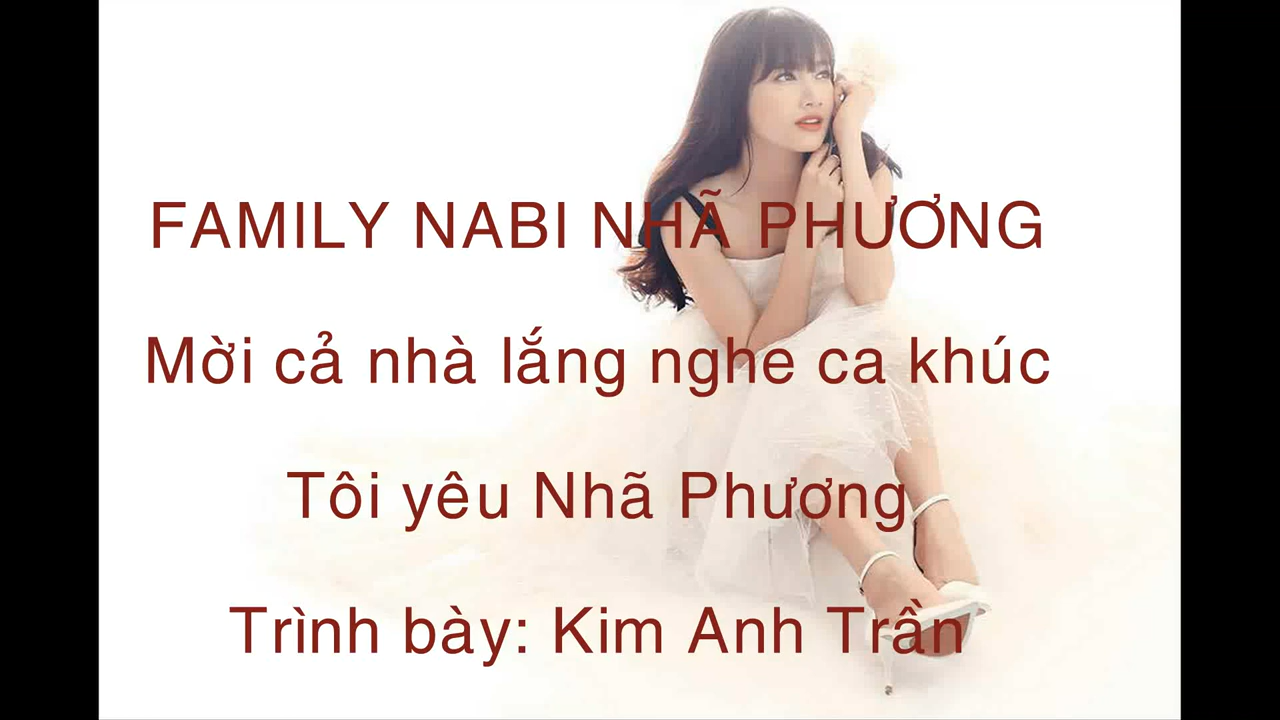 FAMILY NABI NHÃ PHƯƠNG
Mời cả nhà lắng nghe ca khúc
Tôi yêu Nhã Phương
Trình bày: Kim Anh Trần